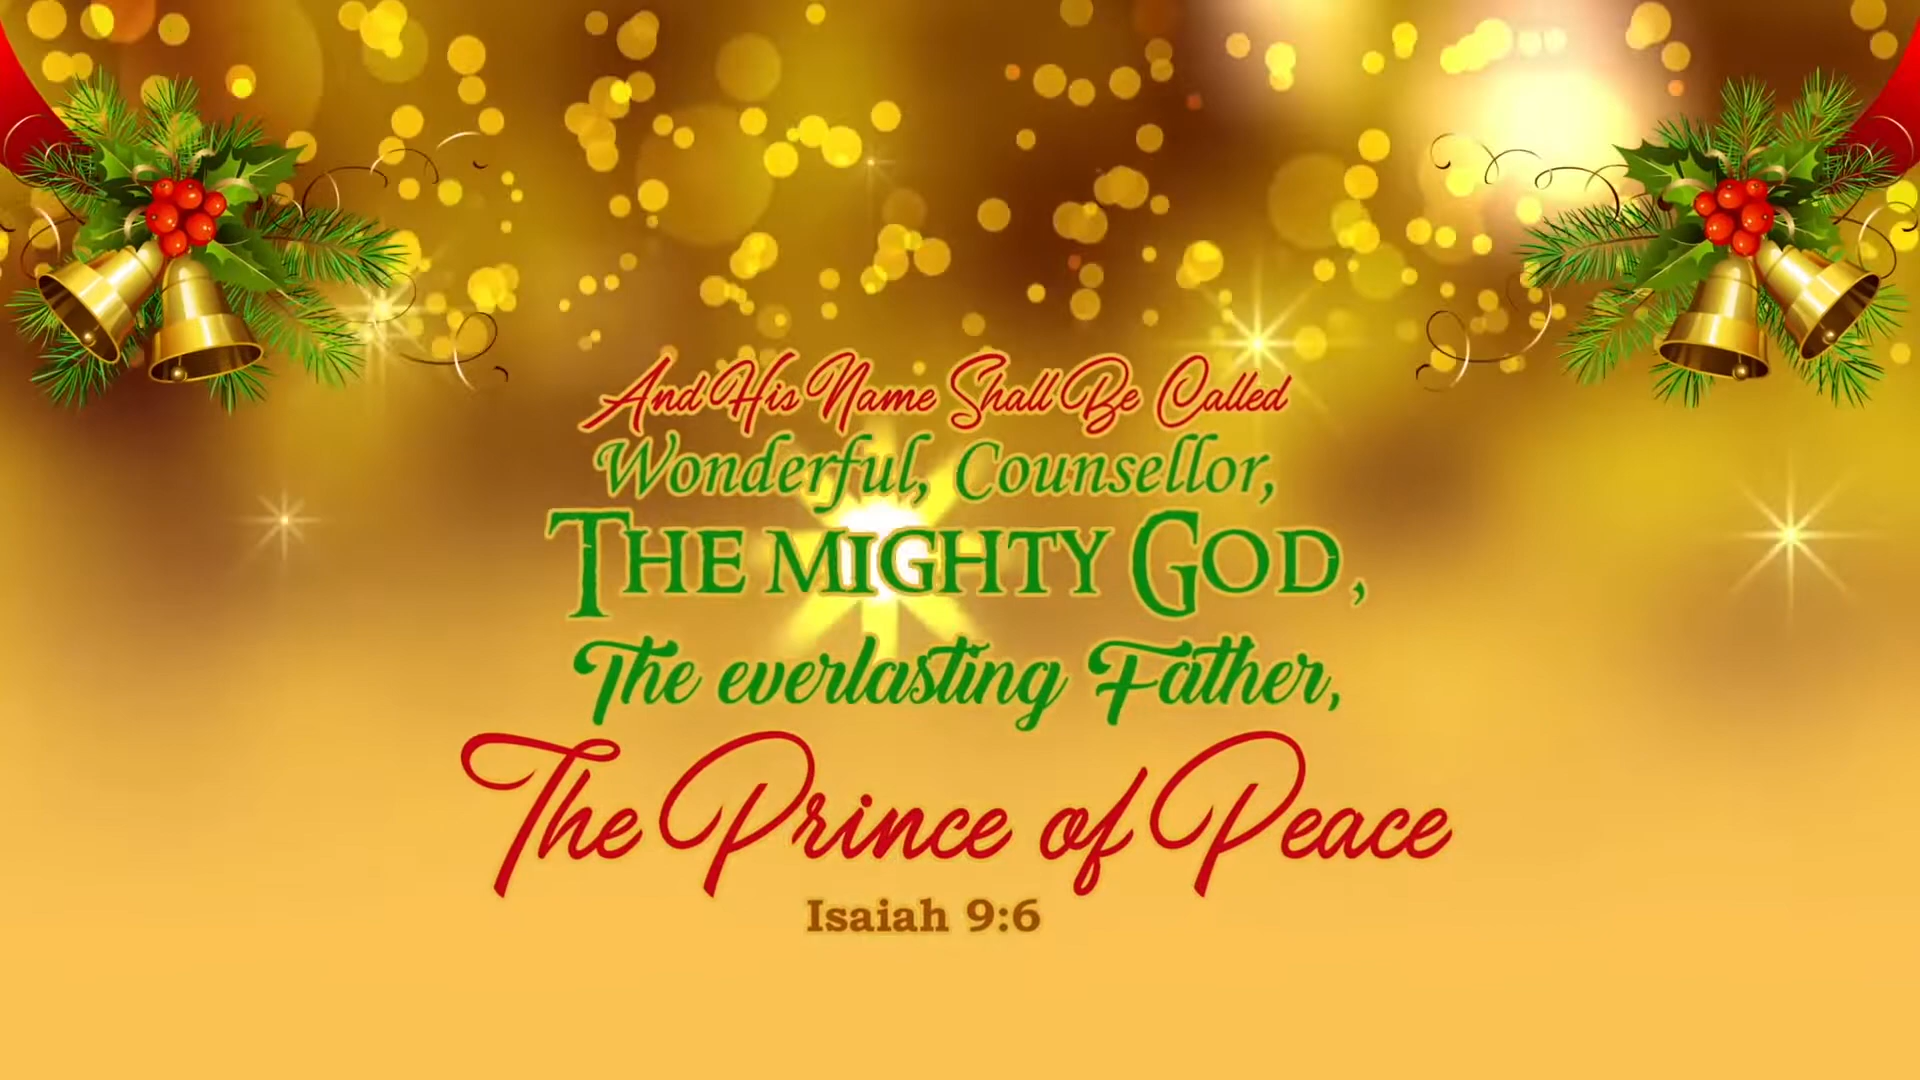 And His Name Shall Be Called
Wonderful, Counsellor,
The mighty God,
The everlasting Father,
The Prince of Peace
Isaiah 9:6